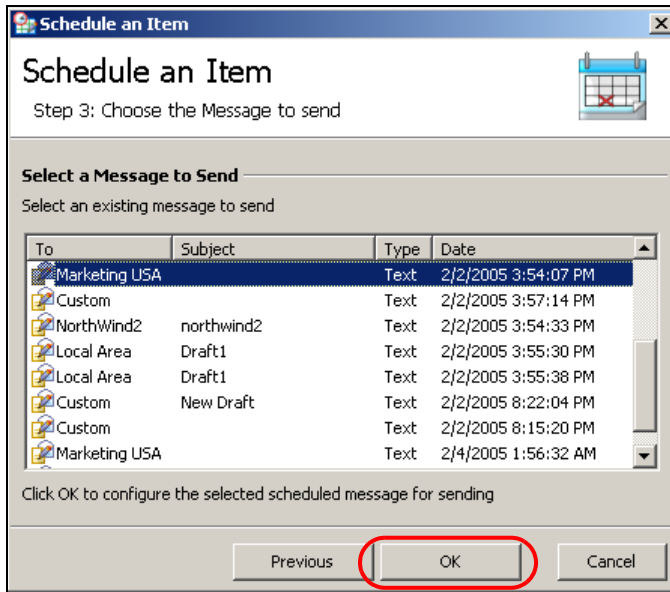 Schedule an Item
Schedule an Item
Step 3: Choose the Message to send
Select a Message to Send
Select an existing message to send
To Subject Type Date
Marketing USA Text 2/2/2005 3:54:07 PM
Custom Text 2/2/2005 3:57:14 PM
NorthWind2 northwind2 Text 2/2/2005 3:54:33 PM
Local Area Draft1 Text 2/2/2005 3:55:30 PM
Local Area Draft1 Text 2/2/2005 3:55:38 PM
Custom New Draft Text 2/2/2005 8:22:04 PM
Custom Text 2/2/2005 8:15:20 PM
Marketing USA Text 2/4/2005 1:56:32 AM
Click OK to configure the selected scheduled message for sending
Previous OK Cancel